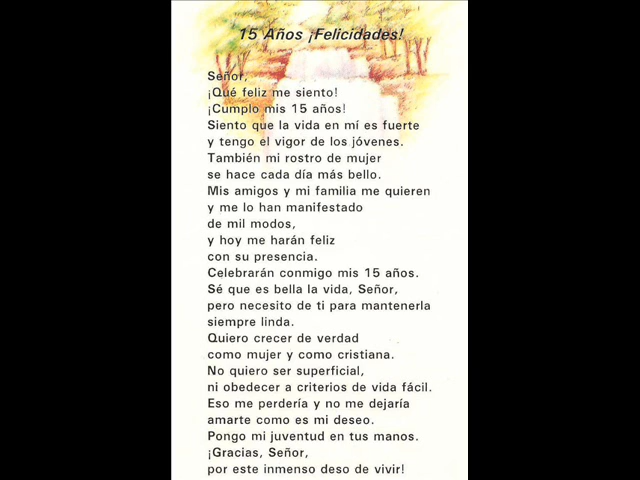 15 Años ¡Felicidades!
Señor,
¡Qué feliz me siento!
¡Cumplo mis 15 años!
Siento que la vida en mí es fuerte
y tengo el vigor de los jóvenes.
También mi rostro de mujer
se hace cada día más bello.
Mis amigos y mi familia me quieren
y me lo han manifestado
de mil modos,
y hoy me harán feliz
con su presencia.
Celebrarán conmigo mis 15 años.
Sé que es bella la vida, Señor,
pero necesito de ti para mantenerla
siempre linda.
Quiero crecer de verdad
como mujer y como cristiana.
No quiero ser superficial,
ni obedecer a criterios de vida fácil.
Eso me perdería y no me dejaría
amarte como es mi deseo.
Pongo mi juventud en tus manos.
¡Gracias, Señor,
por este inmenso deso de vivir!